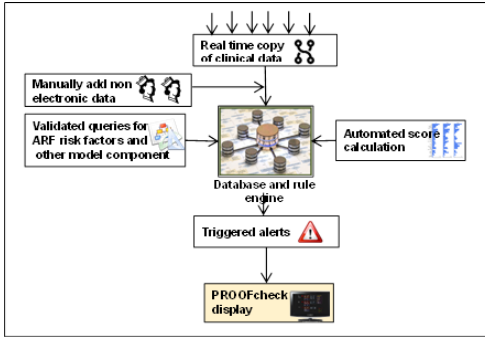 Real time copy
of clinical data
Manually add non
electronic data
Validated queries for
ARF risk factors and
other model component
Automated score
calculation
Database and rule
engine
Triggered alerts
PROOFcheck
display